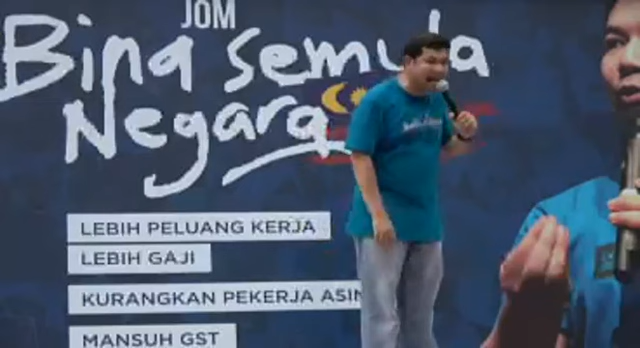 JOM
Bina semula
Negara
LEBIH PELUANG KERJA
LEBIH GAJI
KURANGKAN PEKERJA ASIN
MANSUH GST